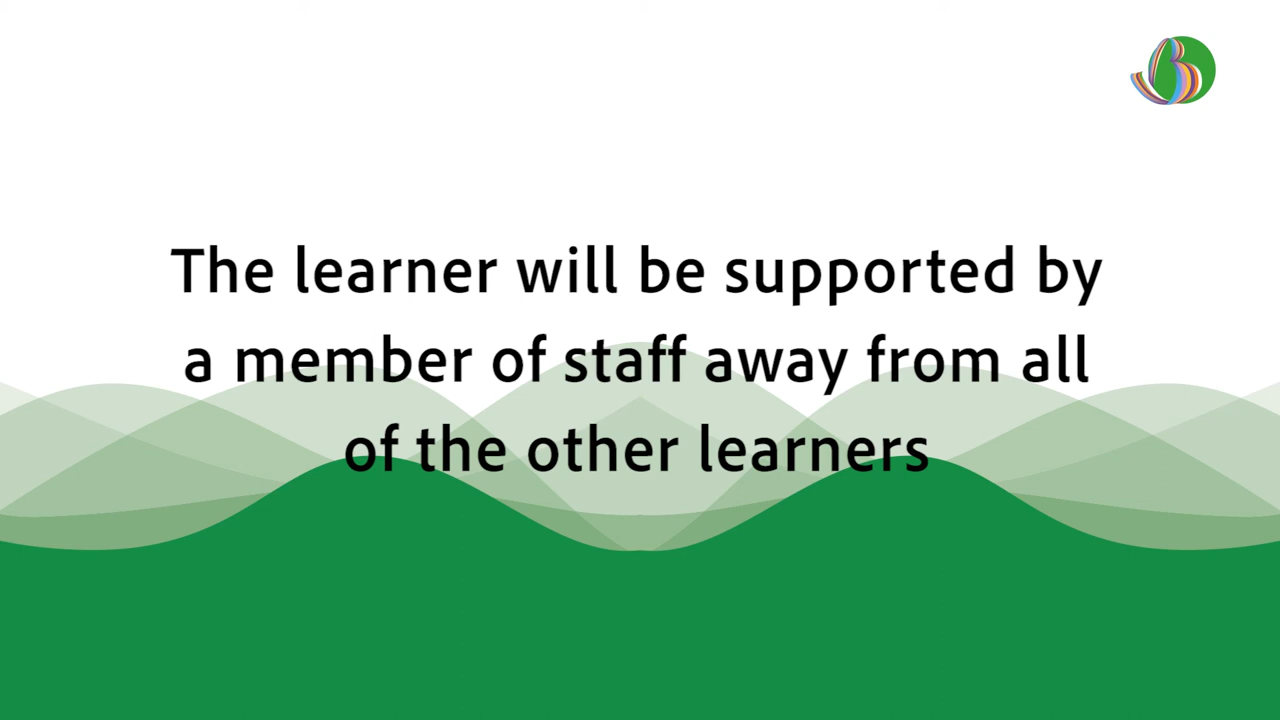 The learner will be supported by
a member of staff away from all
of the other learners